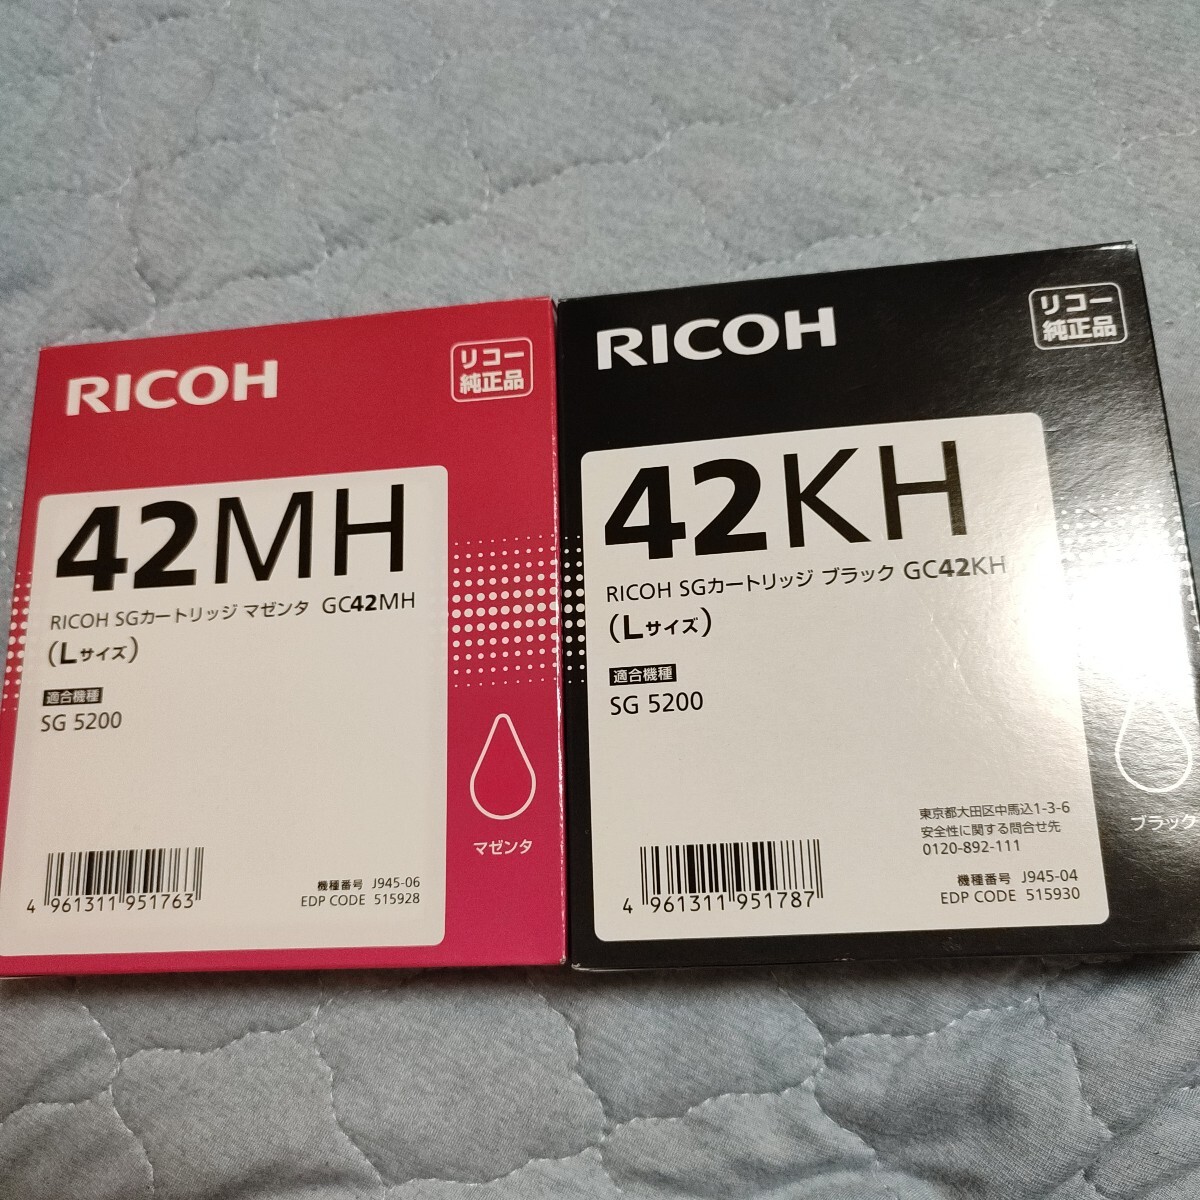 RICOH
リコー
純正品
42MH
RICOH SGカートリッジ マゼンタ GC42MH
(Lサイズ)
適合機種
SG 5200
マゼンタ
4 961311 951763
機種番号 J945-06
EDP CODE 515928
RICOH
リコー
純正品
42KH
RICOH SGカートリッジ ブラック GC42KH
(Lサイズ)
適合機種
SG 5200
ブラック
東京都大田区中馬込1-3-6
安全性に関する問合せ先
0120-892-111
4 961311 951787
機種番号 J945-04
EDP CODE 515930